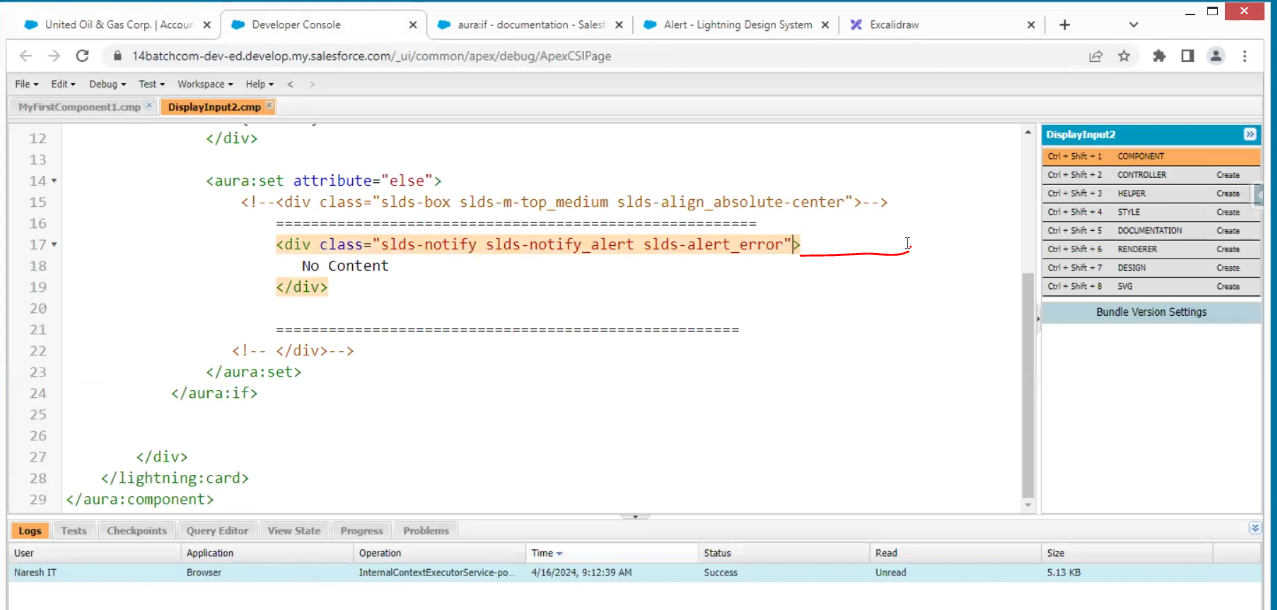 United Oil & Gas Corp. | Accoun
Developer Console
aura:if - documentation - Salesf
Alert - Lightning Design System
Excalidraw
14batchcom-dev-ed.develop.my.salesforce.com/_ui/common/apex/debug/ApexCSIPage
File Edit Debug Test Workspace Help < >
MyFirstComponent1.cmp
DisplayInput2.cmp
12 </div>
13
14 <aura:set attribute="else">
15 <!--<div class="slds-box slds-m-top_medium slds-align_absolute-center">-->
16 =======================================================
17 <div class="slds-notify slds-notify_alert slds-alert_error">
18 No Content
19 </div>
20
21 =====================================================
22 <!-- </div>-->
23 </aura:set>
24 </aura:if>
25
26
27 </div>
28 </lightning:card>
29 </aura:component>
DisplayInput2
Ctrl + Shift + 1 COMPONENT
Ctrl + Shift + 2 CONTROLLER Create
Ctrl + Shift + 3 HELPER Create
Ctrl + Shift + 4 STYLE Create
Ctrl + Shift + 5 DOCUMENTATION Create
Ctrl + Shift + 6 RENDERER Create
Ctrl + Shift + 7 DESIGN Create
Ctrl + Shift + 8 SVG Create
Bundle Version Settings
Logs Tests Checkpoints Query Editor View State Progress Problems
User Application Operation Time Status Read Size
Naresh IT Browser InternalContextExecutorService-po... 4/16/2024, 9:12:39 AM Success Unread 5.13 KB